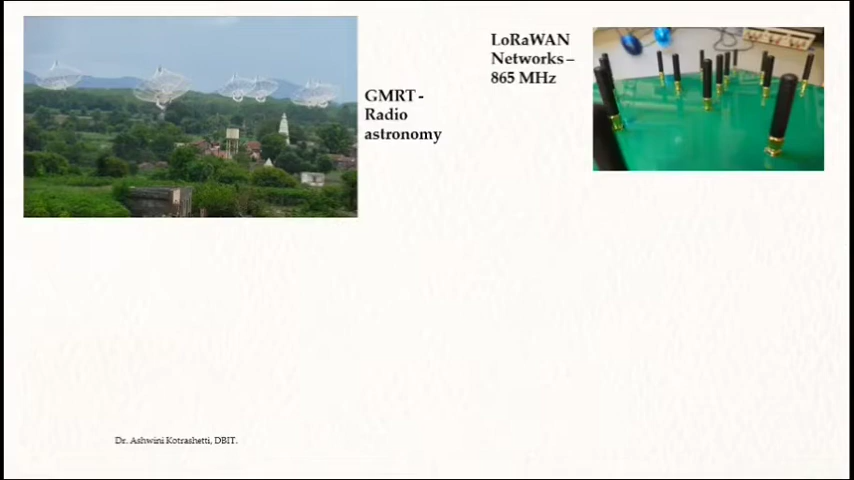 GMRT -
Radio
astronomy
LoRaWAN
Networks –
865 MHz
Dr. Ashwini Kotrashetti, DBIT.